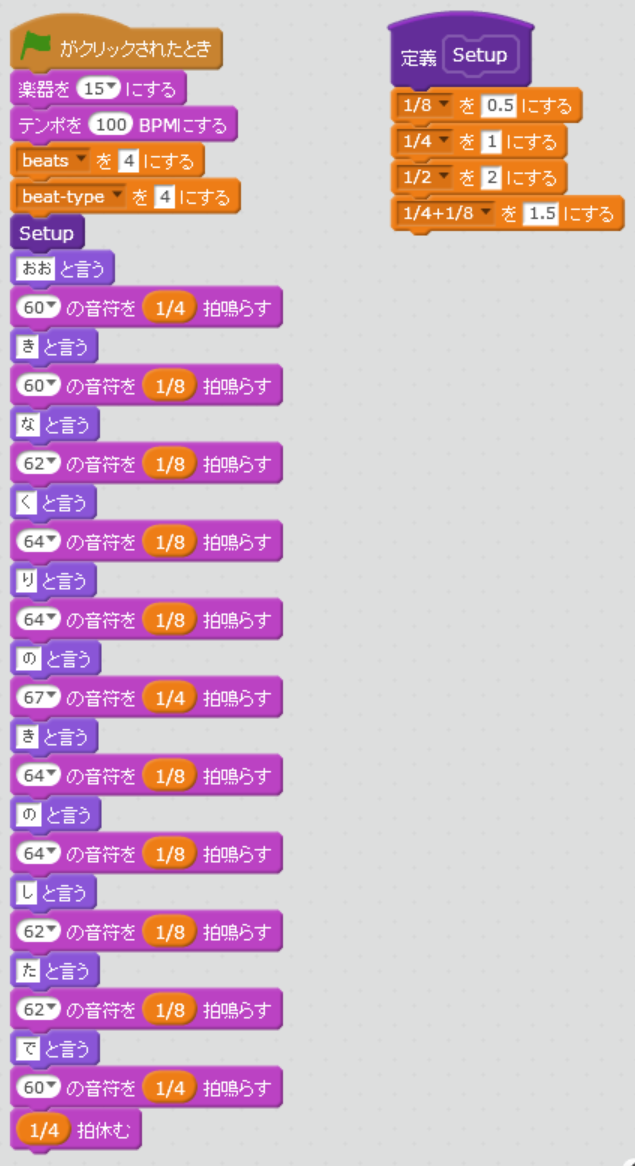 がクリックされたとき
楽器を 15 にする
テンポを 100 BPMにする
beats を 4 にする
beat-type を 4 にする
Setup
おお と言う
60 の音符を 1/4 拍鳴らす
き と言う
60 の音符を 1/8 拍鳴らす
な と言う
62 の音符を 1/8 拍鳴らす
く と言う
64 の音符を 1/8 拍鳴らす
り と言う
64 の音符を 1/8 拍鳴らす
の と言う
67 の音符を 1/4 拍鳴らす
き と言う
64 の音符を 1/8 拍鳴らす
の と言う
64 の音符を 1/8 拍鳴らす
し と言う
62 の音符を 1/8 拍鳴らす
た と言う
62 の音符を 1/8 拍鳴らす
で と言う
60 の音符を 1/4 拍鳴らす
1/4 拍休む
定義 Setup
1/8 を 0.5 にする
1/4 を 1 にする
1/2 を 2 にする
1/4+1/8 を 1.5 にする